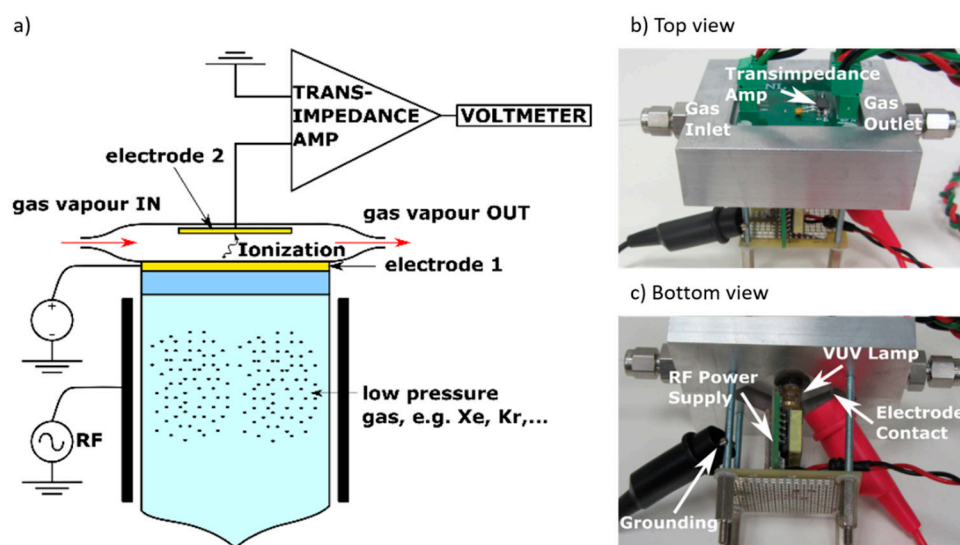 a)
TRANS-
IMPEDANCE
AMP
VOLTMETER
electrode 2
gas vapour IN
gas vapour OUT
Ionization
electrode 1
+
-
low pressure
gas, e.g. Xe, Kr,...
RF
b) Top view
Transimpedance
Amp
Gas
Inlet
Gas
Outlet
c) Bottom view
VUV Lamp
RF Power
Supply
Electrode
Contact
Grounding